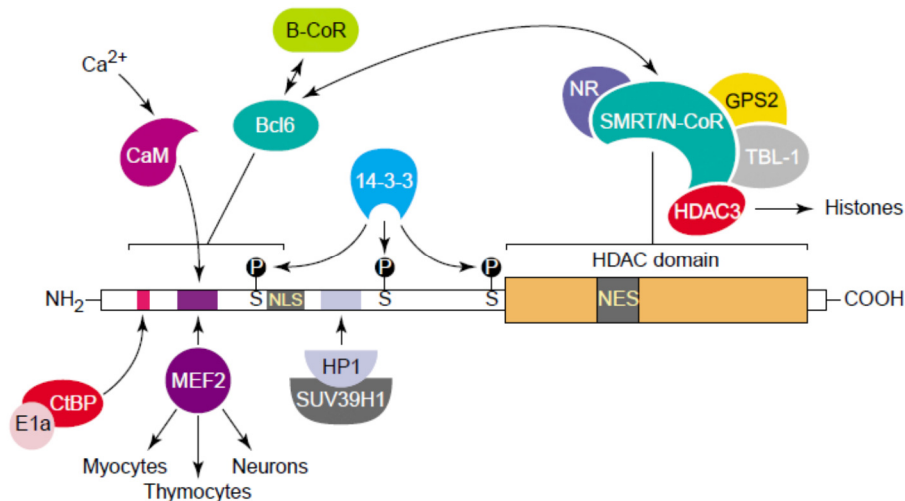 B-CoR
Ca2+
NR
GPS2
SMRT/N-CoR
Bcl6
CaM
TBL-1
14-3-3
HDAC3
Histones
P
P
P
HDAC domain
NH2
S
NLS
S
S
NES
COOH
HP1
MEF2
SUV39H1
CtBP
E1a
Myocytes
Neurons
Thymocytes